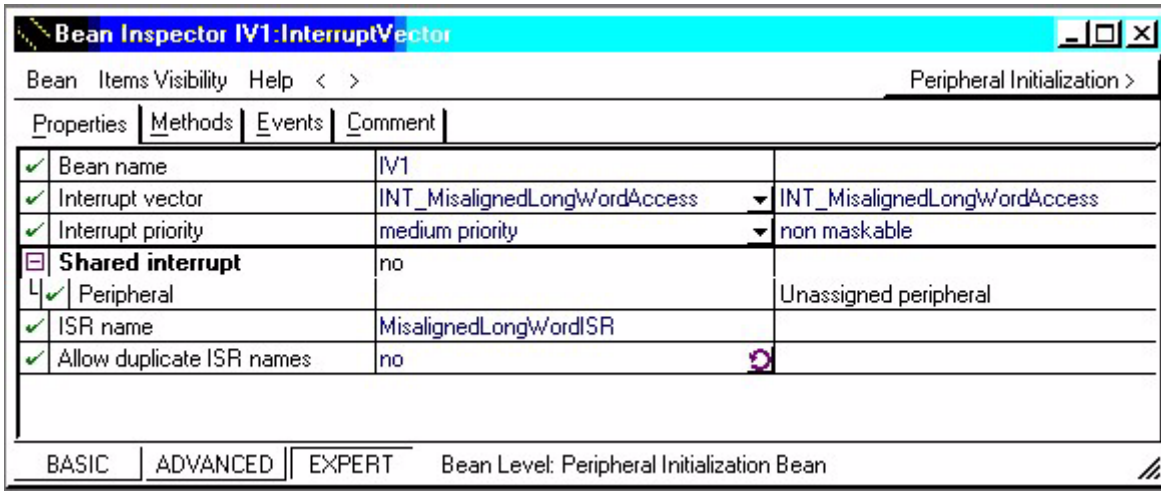 Bean Inspector IV1:InterruptVector
Bean Items Visibility Help < > Peripheral Initialization >
Properties Methods Events Comment
Bean name IV1
Interrupt vector INT_MisalignedLongWordAccess INT_MisalignedLongWordAccess
Interrupt priority medium priority non maskable
Shared interrupt no
Peripheral Unassigned peripheral
ISR name MisalignedLongWordISR
Allow duplicate ISR names no
BASIC ADVANCED EXPERT Bean Level: Peripheral Initialization Bean